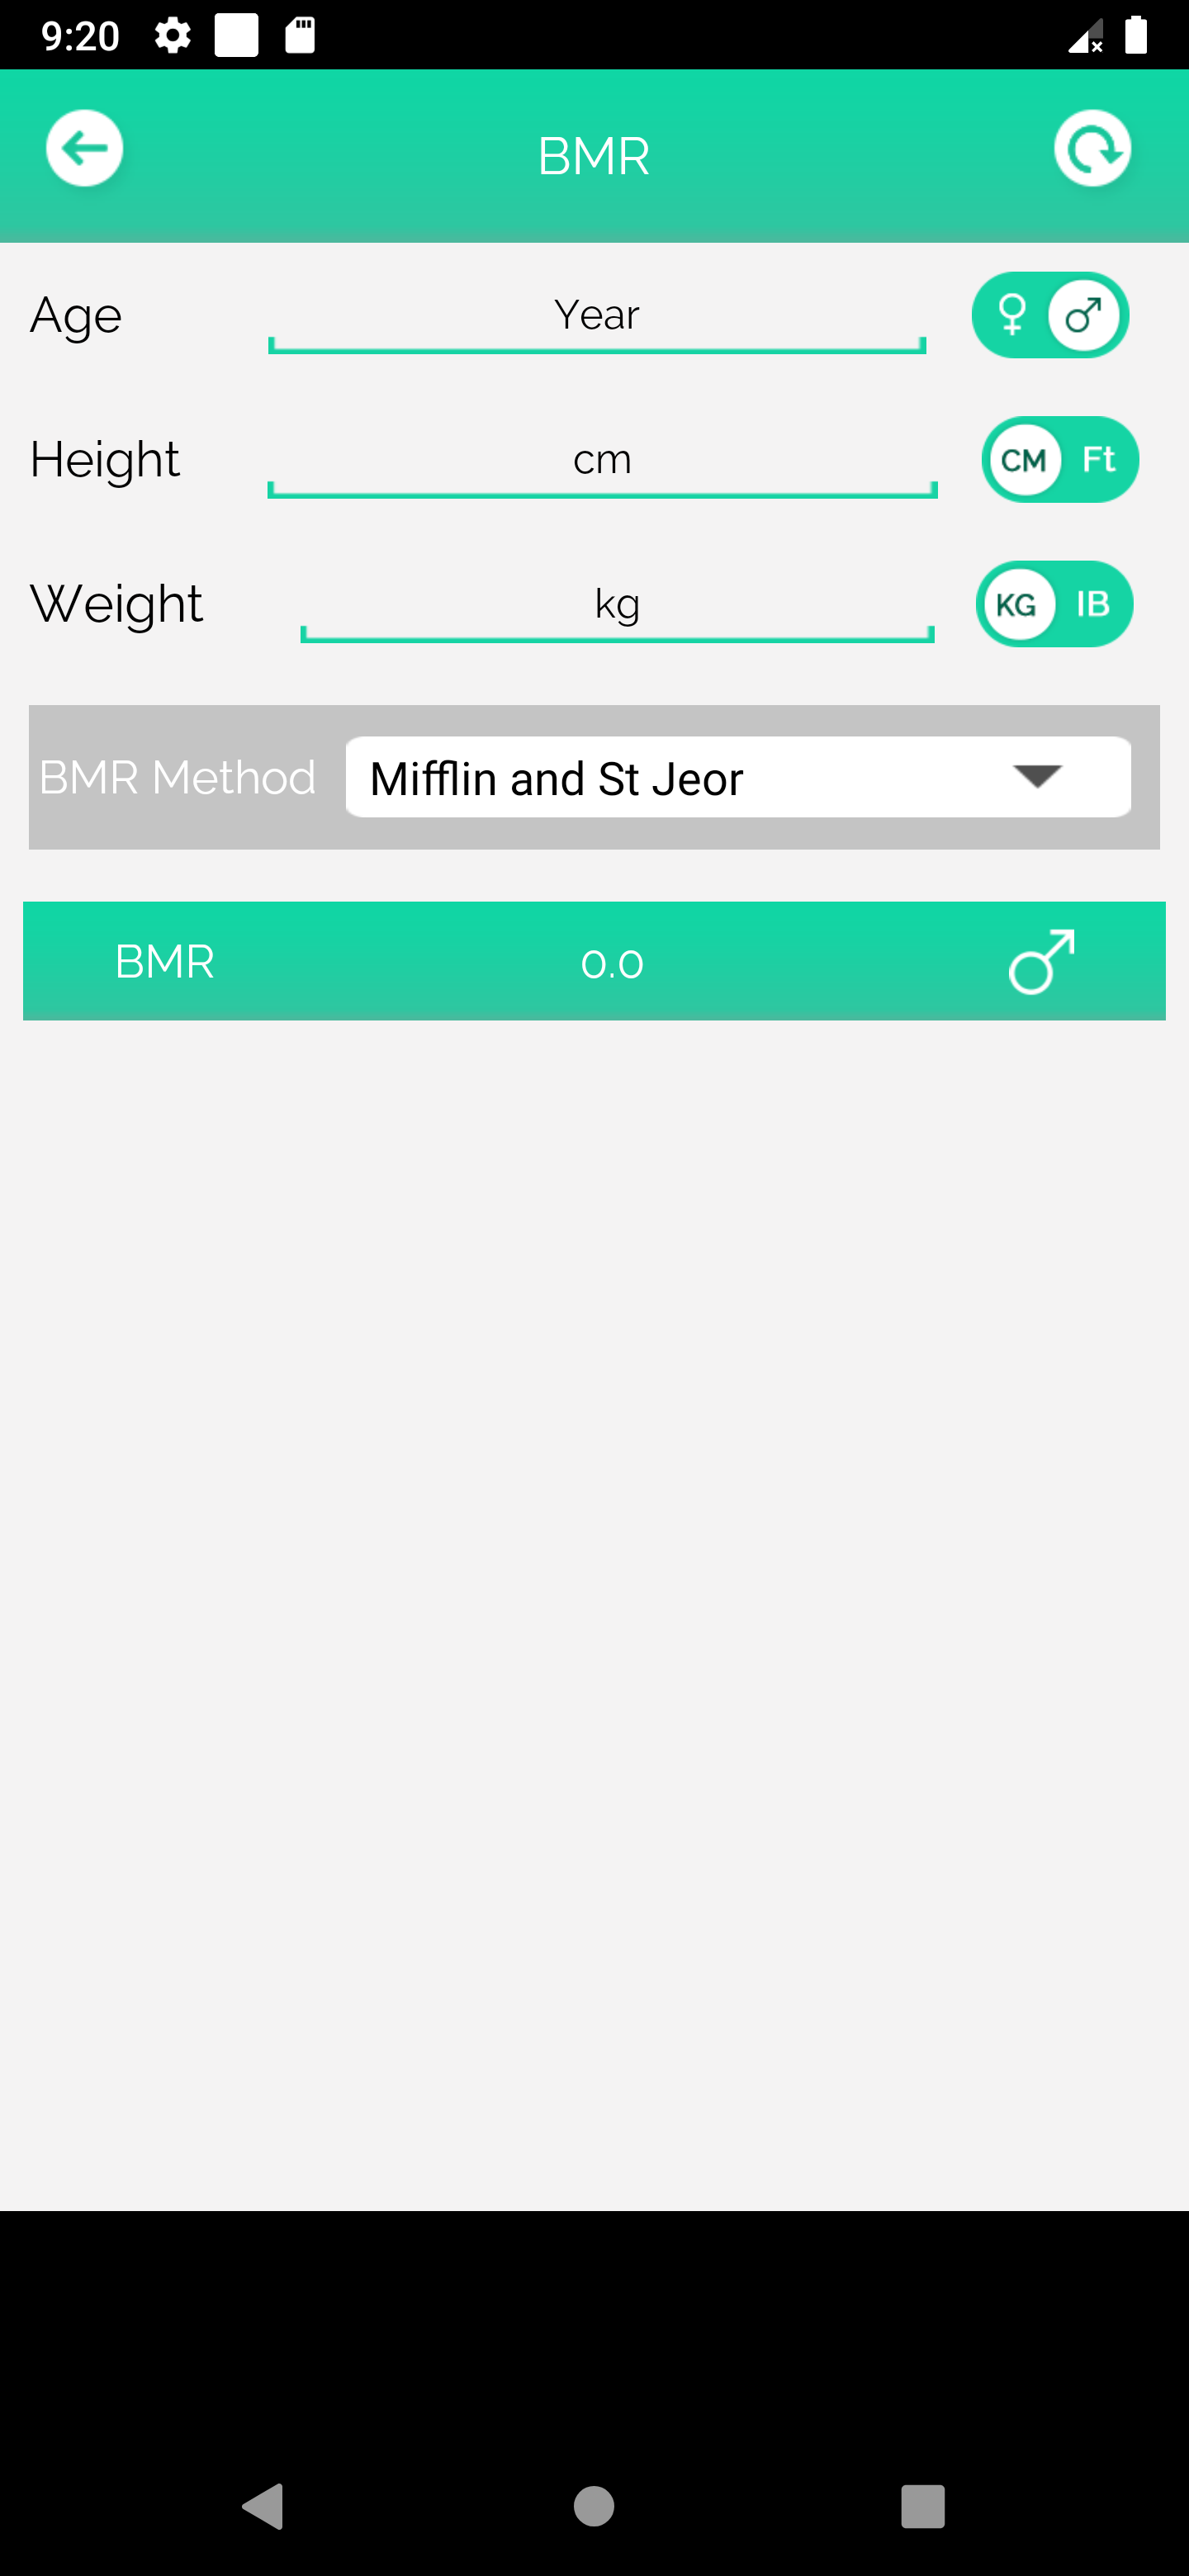 9:20
BMR
Age Year
Height cm CM Ft
Weight kg KG IB
BMR Method Mifflin and St Jeor
BMR 0.0